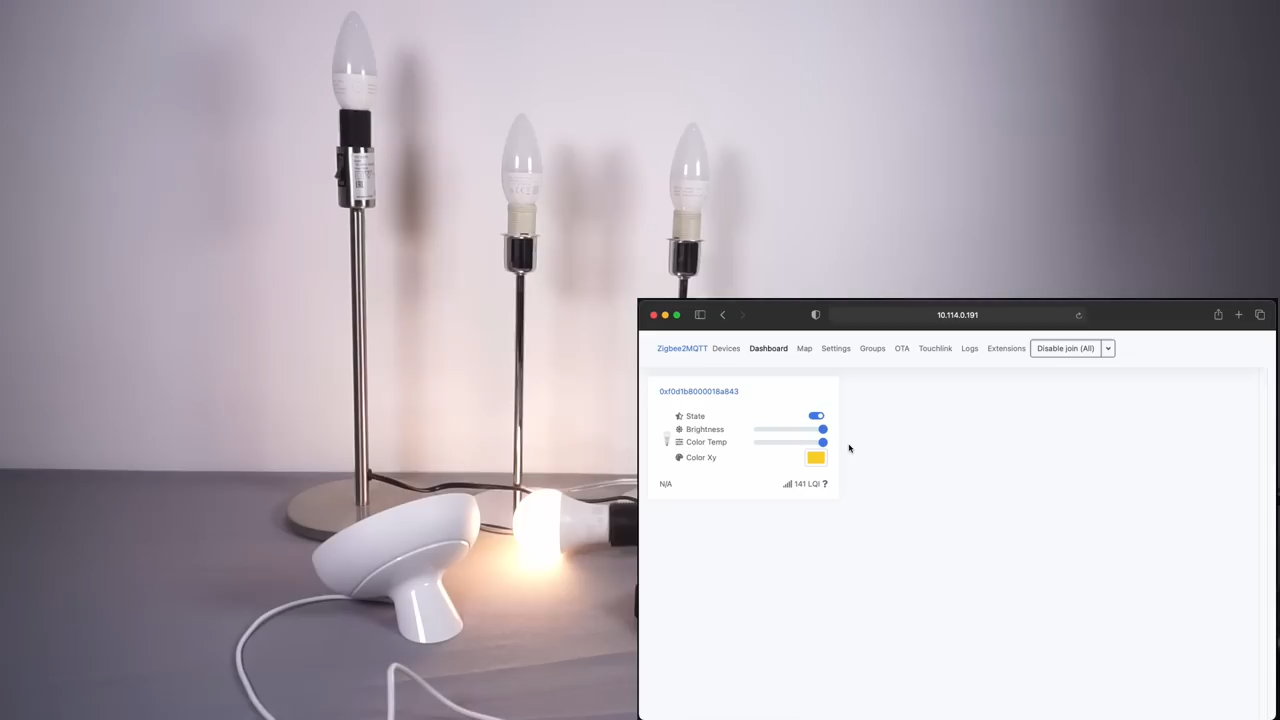 10.114.0.191
Zigbee2MQTT Devices Dashboard Map Settings Groups OTA Touchlink Logs Extensions Disable join (All)
0xf0d1b8000018a843
State
Brightness
Color Temp
Color Xy
N/A 141 LQI ?